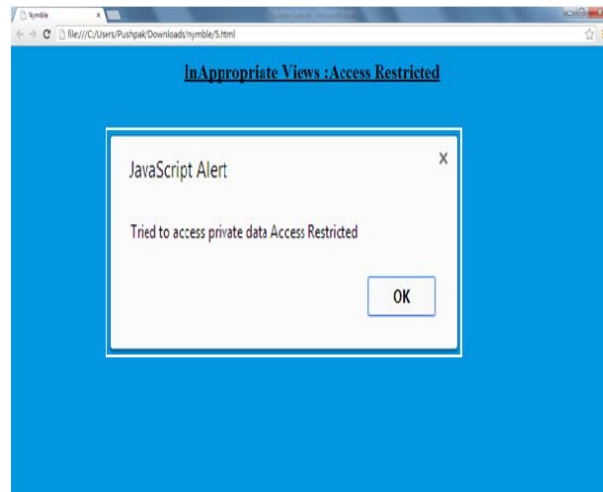 Nymble
file:///C:/Users/Pushpak/Downloads/nymble/5.html
InAppropriate Views :Access Restricted
JavaScript Alert
Tried to access private data Access Restricted
OK